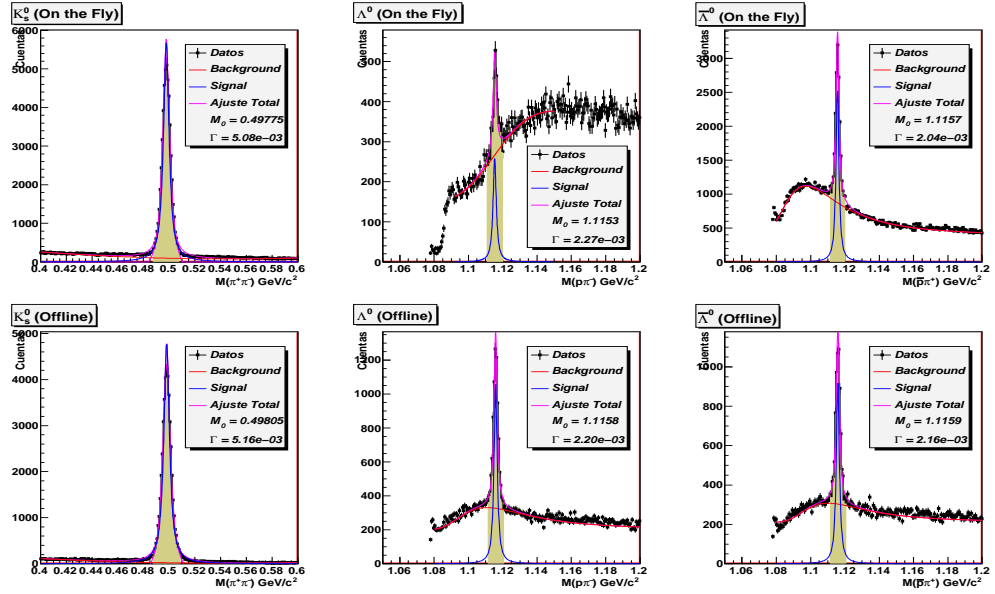 K⁰ₛ (On the Fly)
Cuentas
6000
5000
4000
3000
2000
1000
0
Datos
Background
Signal
Ajuste Total
M₀ = 0.49775
Γ = 5.08e−03
0.4 0.42 0.44 0.46 0.48 0.5 0.52 0.54 0.56 0.58 0.6
M(π⁺π⁻) GeV/c²
Λ⁰ (On the Fly)
Cuentas
500
400
300
200
100
0
Datos
Background
Signal
Ajuste Total
M₀ = 1.1153
Γ = 2.27e−03
1.06 1.08 1.1 1.12 1.14 1.16 1.18 1.2
M(pπ⁻) GeV/c²
Λ̅⁰ (On the Fly)
Cuentas
3000
2500
2000
1500
1000
500
0
Datos
Background
Signal
Ajuste Total
M₀ = 1.1157
Γ = 2.04e−03
1.06 1.08 1.1 1.12 1.14 1.16 1.18 1.2
M(p̅π⁺) GeV/c²
K⁰ₛ (Offline)
Cuentas
5000
4000
3000
2000
1000
0
Datos
Background
Signal
Ajuste Total
M₀ = 0.49805
Γ = 5.16e−03
0.4 0.42 0.44 0.46 0.48 0.5 0.52 0.54 0.56 0.58 0.6
M(π⁺π⁻) GeV/c²
Λ⁰ (Offline)
Cuentas
1200
1000
800
600
400
200
0
Datos
Background
Signal
Ajuste Total
M₀ = 1.1158
Γ = 2.20e−03
1.06 1.08 1.1 1.12 1.14 1.16 1.18 1.2
M(pπ⁻) GeV/c²
Λ̅⁰ (Offline)
Cuentas
1000
800
600
400
200
0
Datos
Background
Signal
Ajuste Total
M₀ = 1.1159
Γ = 2.16e−03
1.06 1.08 1.1 1.12 1.14 1.16 1.18 1.2
M(p̅π⁺) GeV/c²